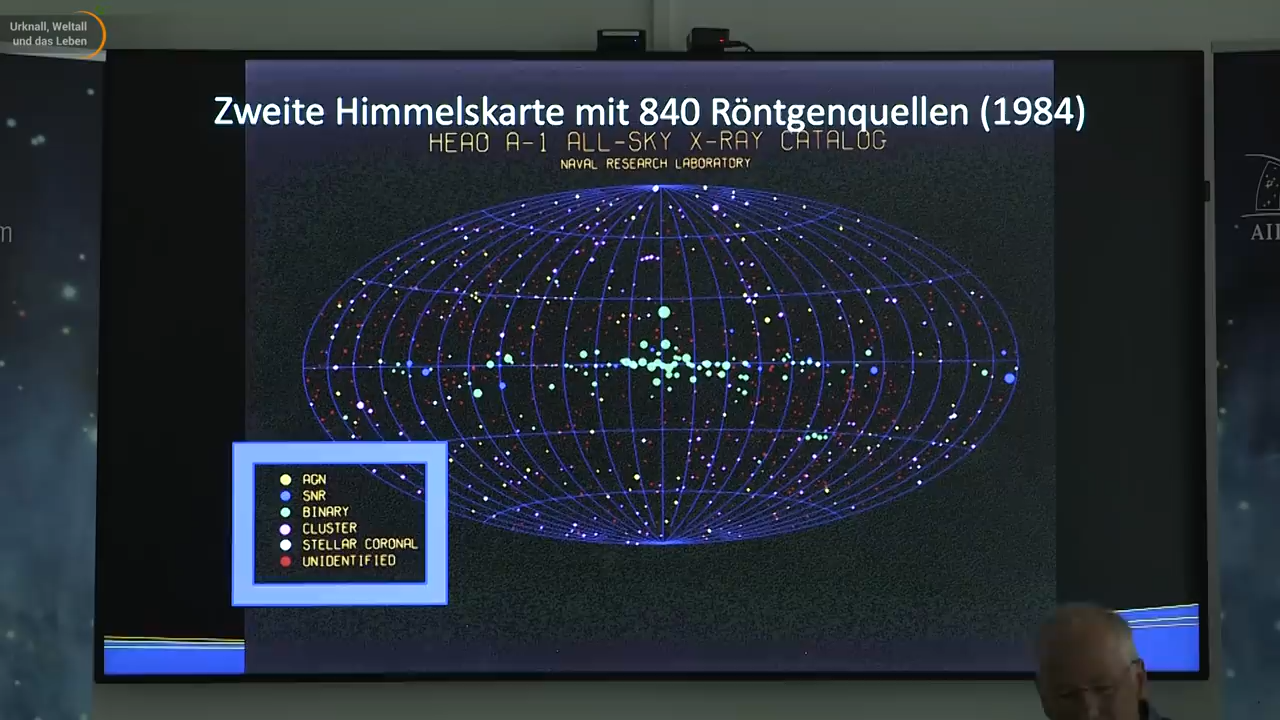 Urknall, Weltall
und das Leben
Zweite Himmelskarte mit 840 Röntgenquellen (1984)
HEAO A-1 ALL-SKY X-RAY CATALOG
NAVAL RESEARCH LABORATORY
m
AI
AGN
SNR
BINARY
CLUSTER
STELLAR CORONAL
UNIDENTIFIED